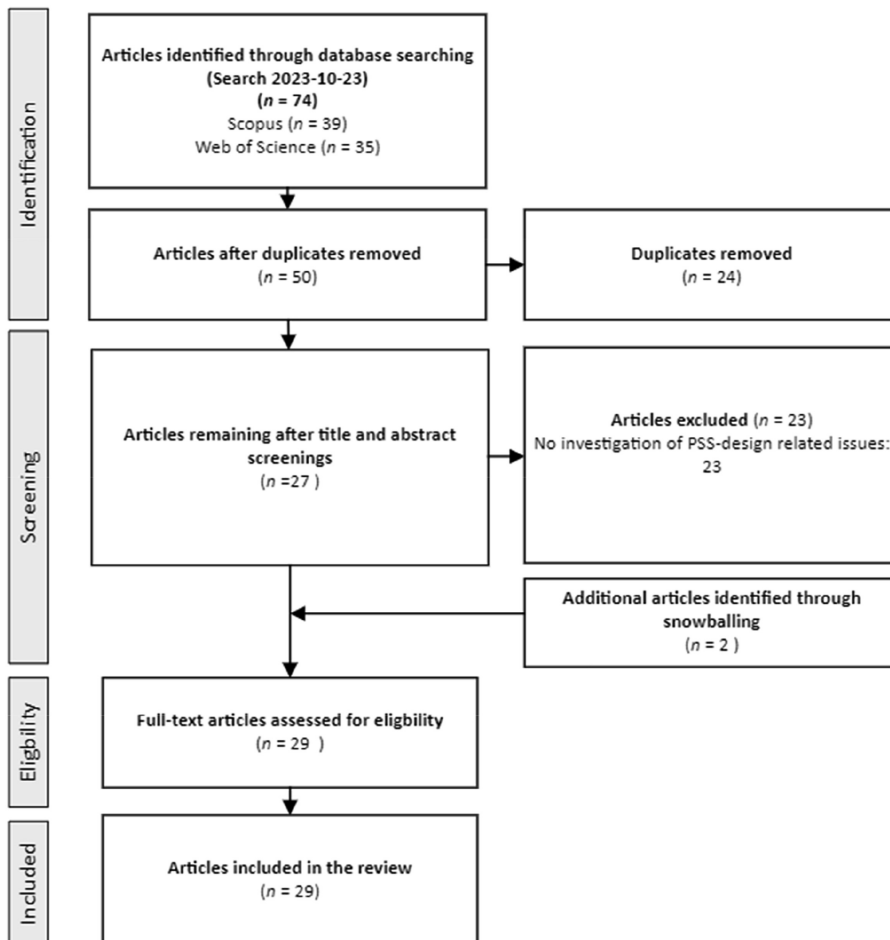 Identification
Articles identified through database searching
(Search 2023-10-23)
(n = 74)
Scopus (n = 39)
Web of Science (n = 35)
Articles after duplicates removed
(n = 50)
Duplicates removed
(n = 24)
Screening
Articles remaining after title and abstract
screenings
(n =27 )
Articles excluded (n = 23)
No investigation of PSS-design related issues:
23
Additional articles identified through
snowballing
(n = 2 )
Eligbility
Full-text articles assessed for eligbility
(n = 29 )
Included
Articles included in the review
(n = 29)